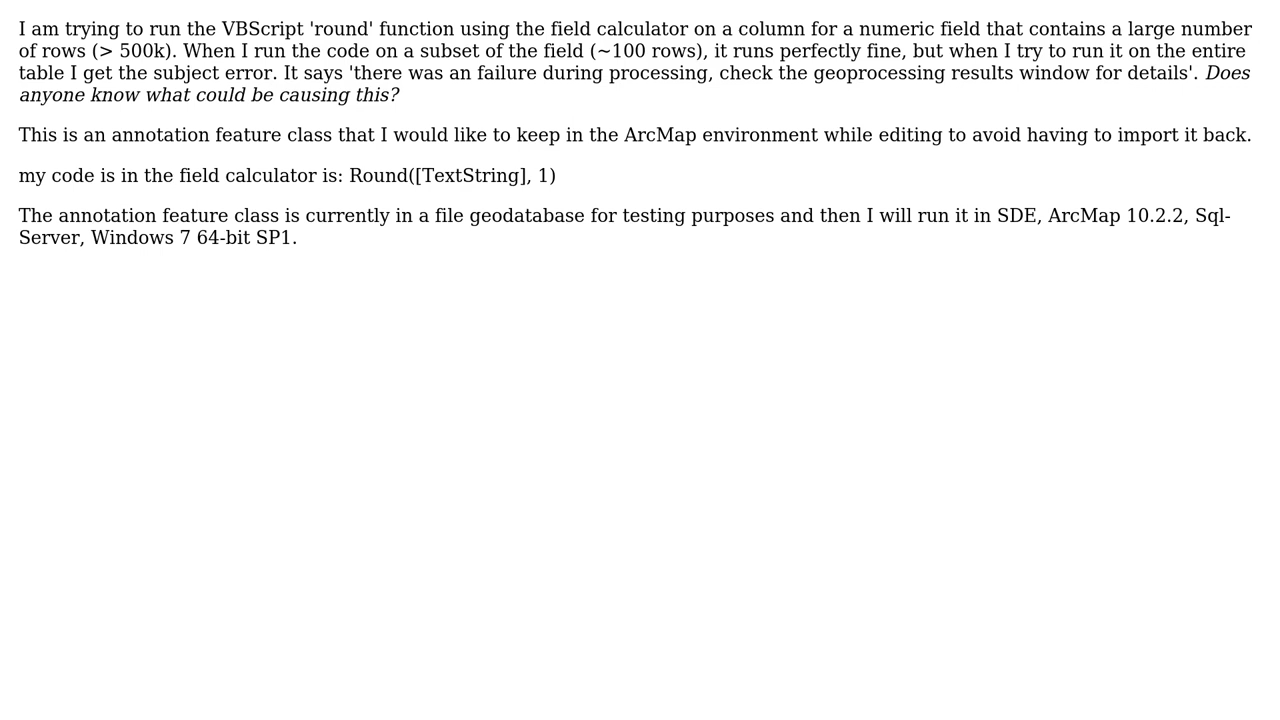 I am trying to run the VBScript 'round' function using the field calculator on a column for a numeric field that contains a large number
of rows (> 500k). When I run the code on a subset of the field (~100 rows), it runs perfectly fine, but when I try to run it on the entire
table I get the subject error. It says 'there was an failure during processing, check the geoprocessing results window for details'. Does
anyone know what could be causing this?
This is an annotation feature class that I would like to keep in the ArcMap environment while editing to avoid having to import it back.
my code is in the field calculator is: Round([TextString], 1)
The annotation feature class is currently in a file geodatabase for testing purposes and then I will run it in SDE, ArcMap 10.2.2, Sql-
Server, Windows 7 64-bit SP1.